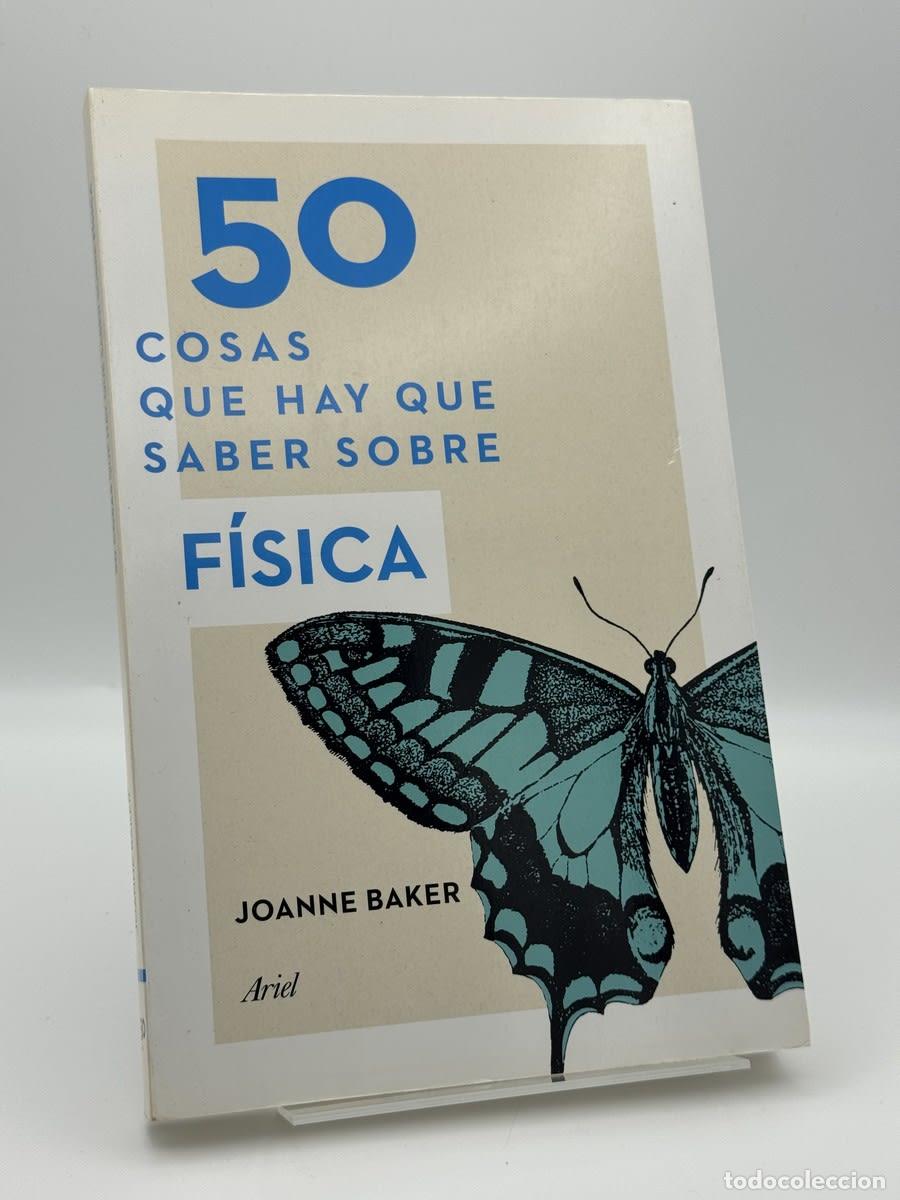 50
COSAS
QUE HAY QUE
SABER SOBRE
FÍSICA
JOANNE BAKER
Ariel
todocoleccion